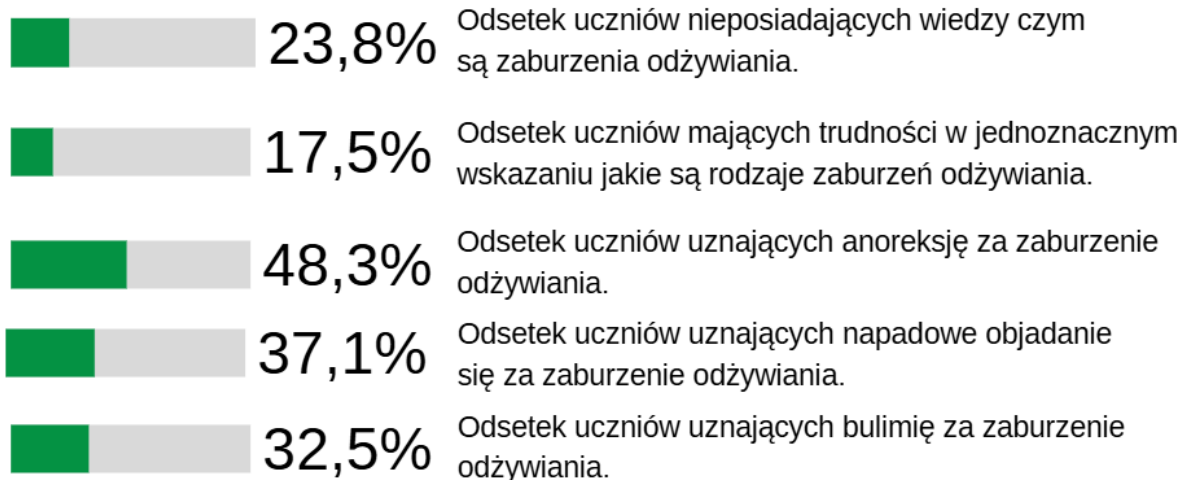 23,8%
Odsetek uczniów nieposiadających wiedzy czym
są zaburzenia odżywiania.
17,5%
Odsetek uczniów mających trudności w jednoznacznym
wskazaniu jakie są rodzaje zaburzeń odżywiania.
48,3%
Odsetek uczniów uznających anoreksję za zaburzenie
odżywiania.
37,1%
Odsetek uczniów uznających napadowe objadanie
się za zaburzenie odżywiania.
32,5%
Odsetek uczniów uznających bulimię za zaburzenie
odżywiania.